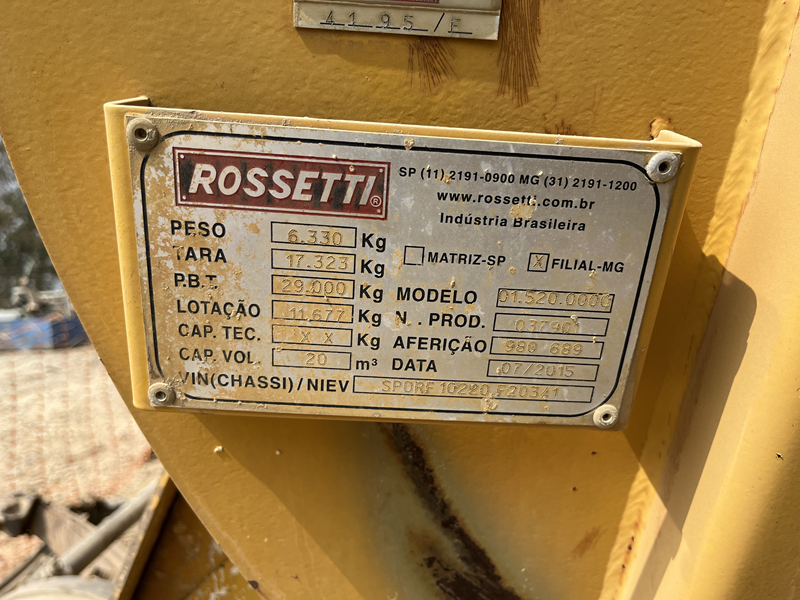 4195/F
ROSSETTI®
SP (11) 2191-0900 MG (31) 2191-1200
www.rossetti.com.br
Indústria Brasileira
PESO 6.330 Kg
TARA 17.323 Kg
MATRIZ-SP X FILIAL-MG
P.B.T. 29.000 Kg
MODELO 01.520.0000
LOTAÇÃO 11.677 Kg
N. PROD. 037901
CAP. TEC. X X Kg
AFERIÇÃO 980 689
CAP. VOL. 20 m³
DATA 07/2015
VIN(CHASSI)/NIEV